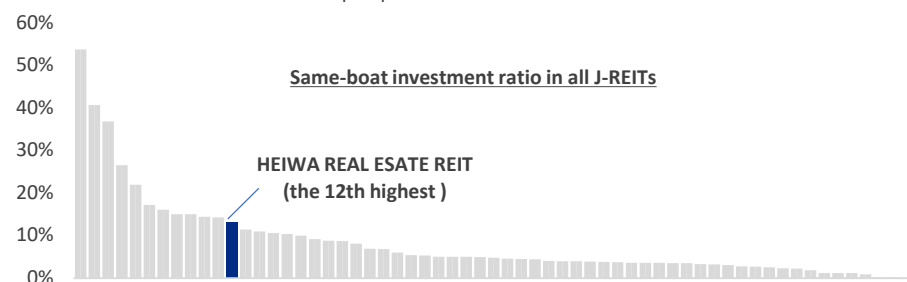 60%
50%
Same-boat investment ratio in all J-REITs
40%
30%
HEIWA REAL ESATE REIT
(the 12th highest )
20%
10%
0%